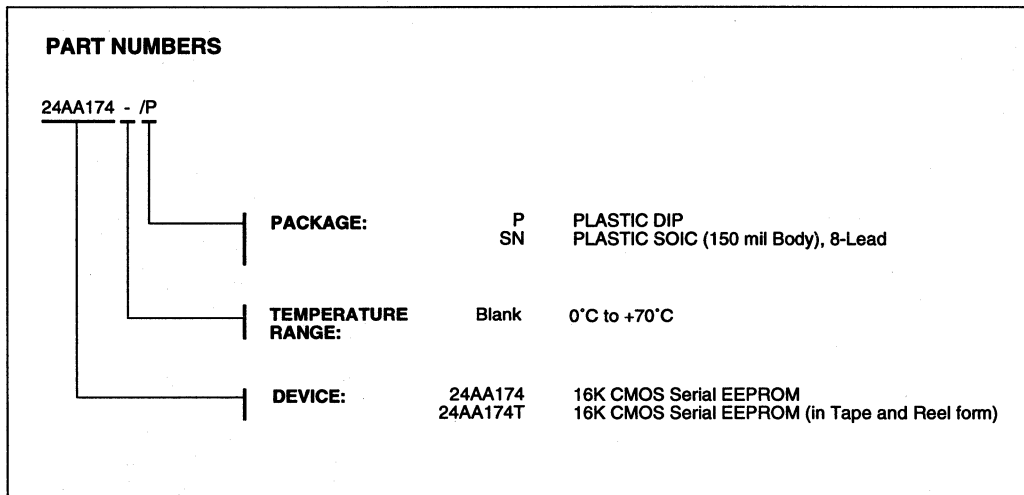 PART NUMBERS
24AA174 - /P
PACKAGE: P PLASTIC DIP
SN PLASTIC SOIC (150 mil Body), 8-Lead
TEMPERATURE Blank 0˚C to +70˚C
RANGE:
DEVICE: 24AA174 16K CMOS Serial EEPROM
24AA174T 16K CMOS Serial EEPROM (in Tape and Reel form)